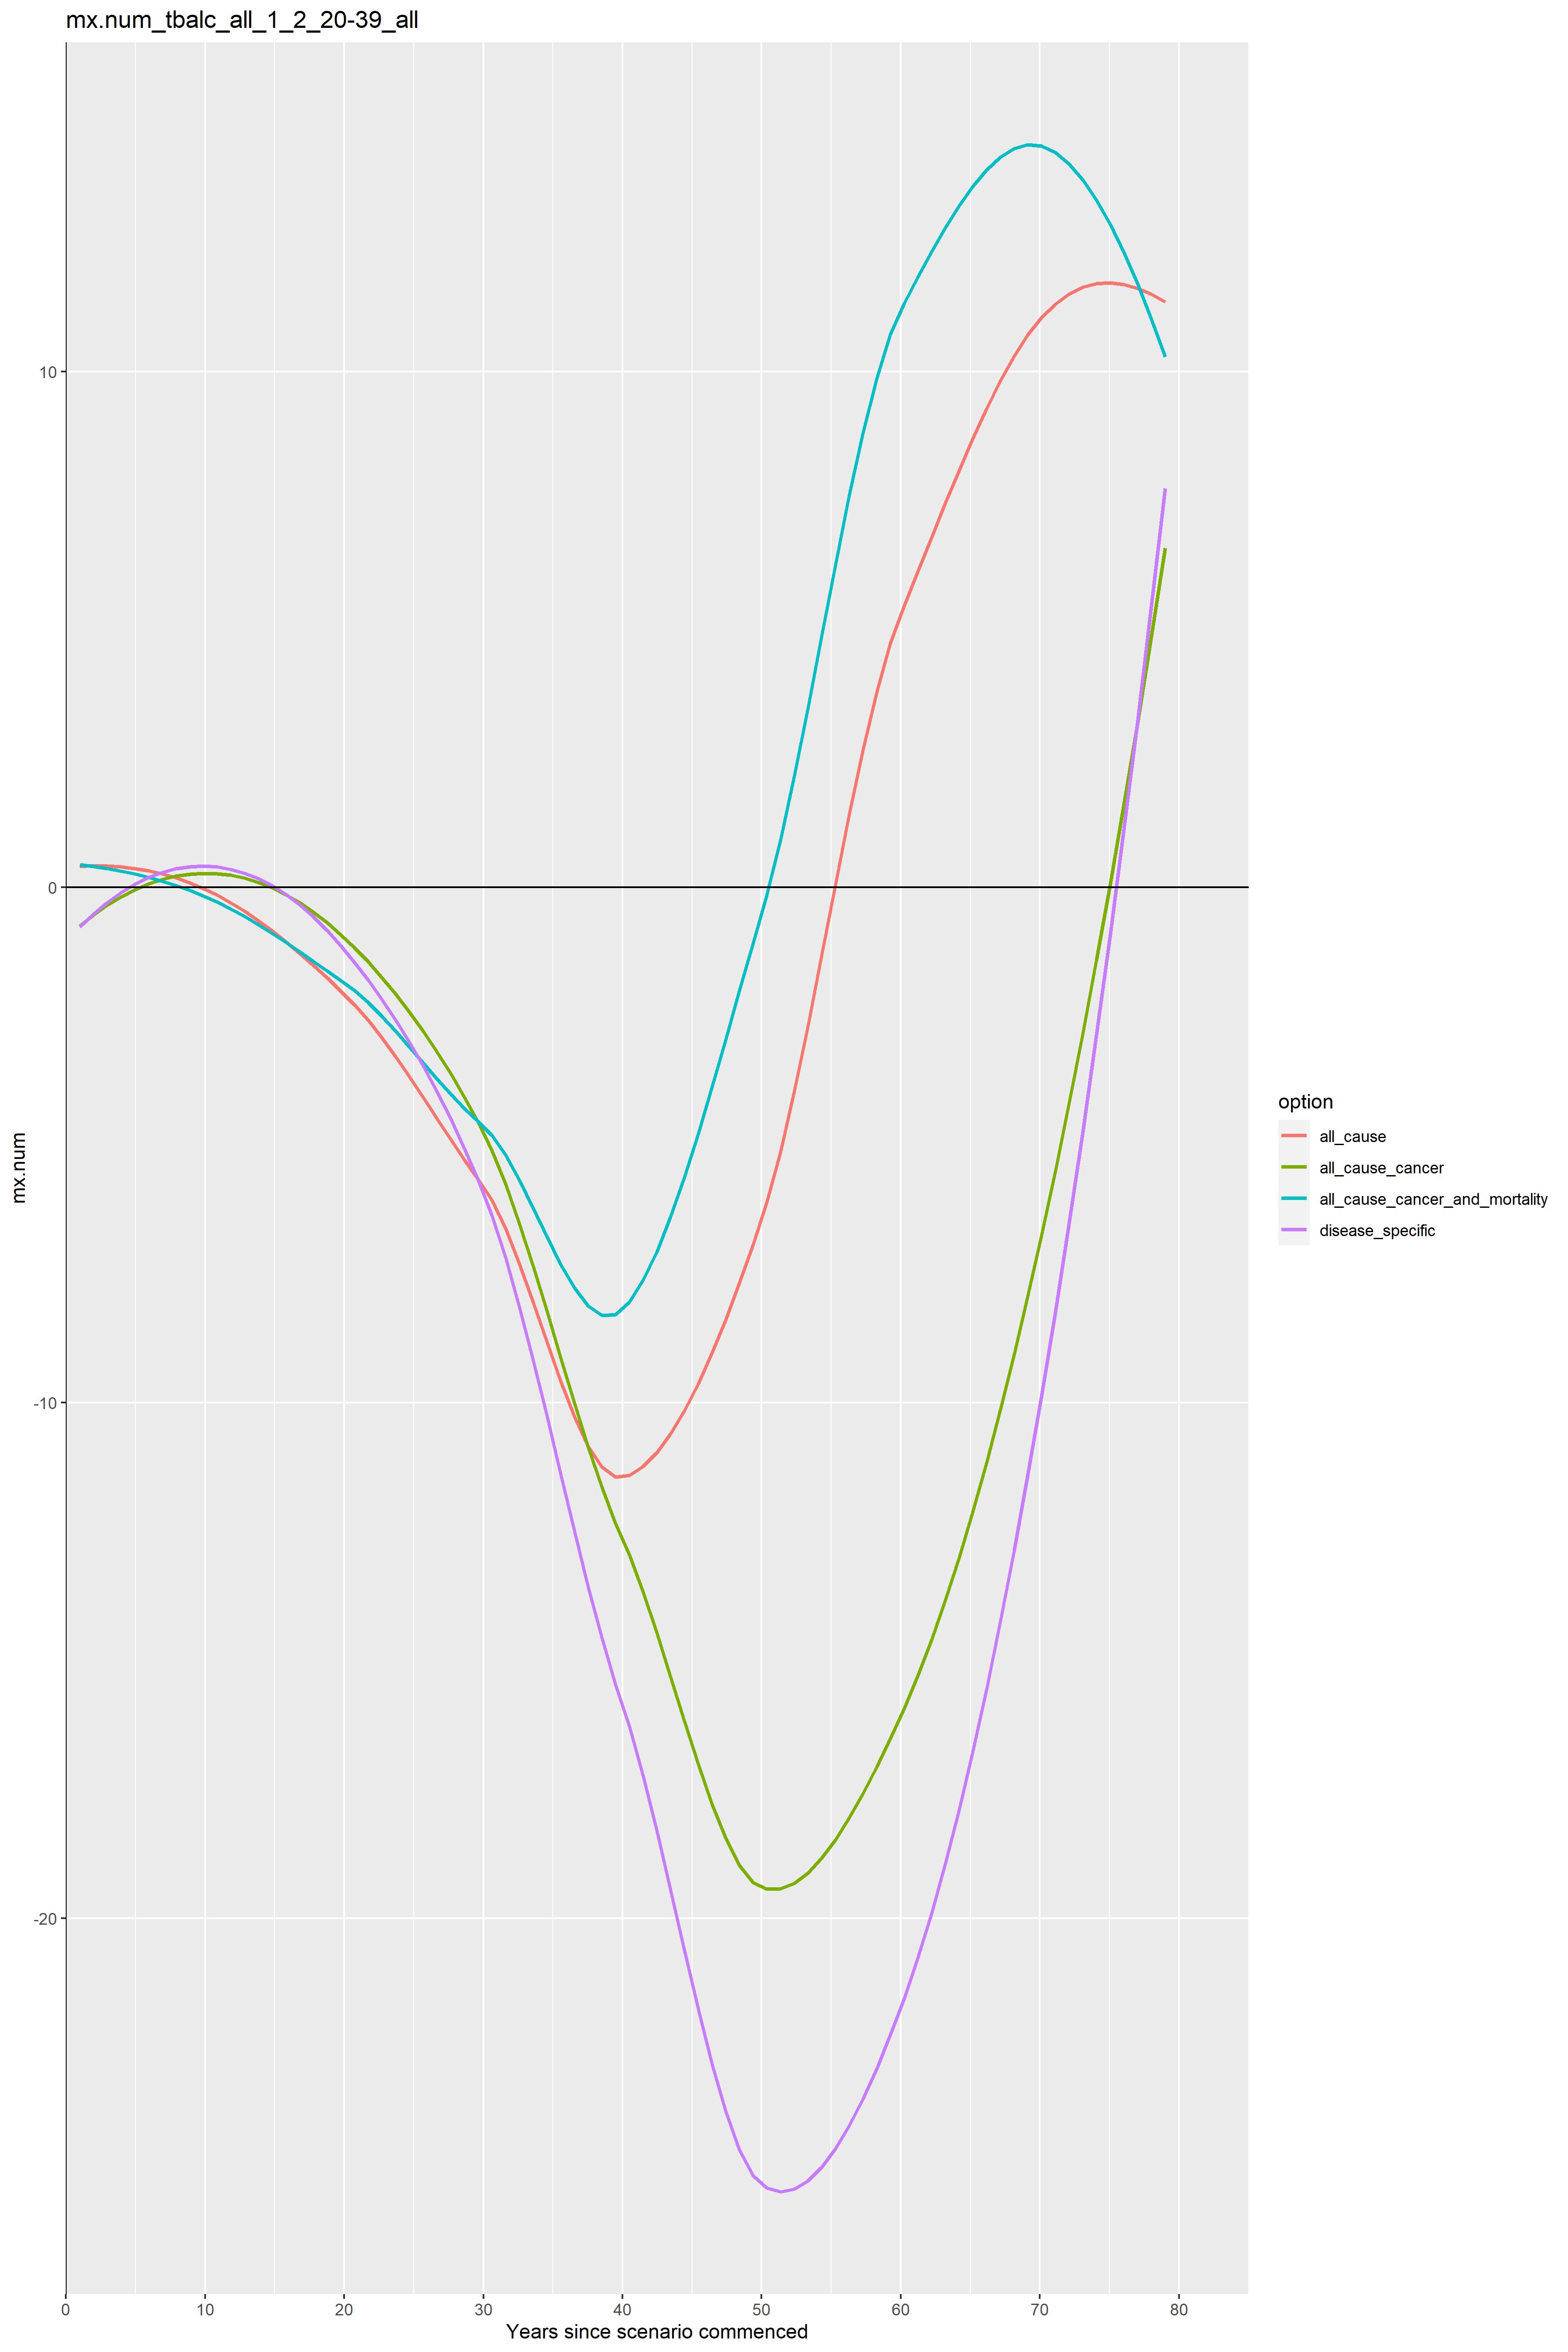 mx.num_tbalc_all_1_2_20-39_all
mx.num
10
0
-10
-20
0 10 20 30 40 50 60 70 80
Years since scenario commenced
option
all_cause
all_cause_cancer
all_cause_cancer_and_mortality
disease_specific